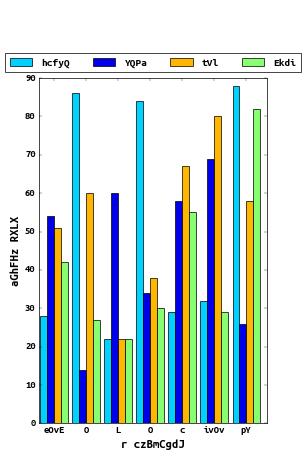 hcfyQ YQPa tVl Ekdi
90
80
70
60
50
40
30
20
10
0
aGhFHz RXLX
eOvE O L O c ivOv pY
r czBmCgdJ